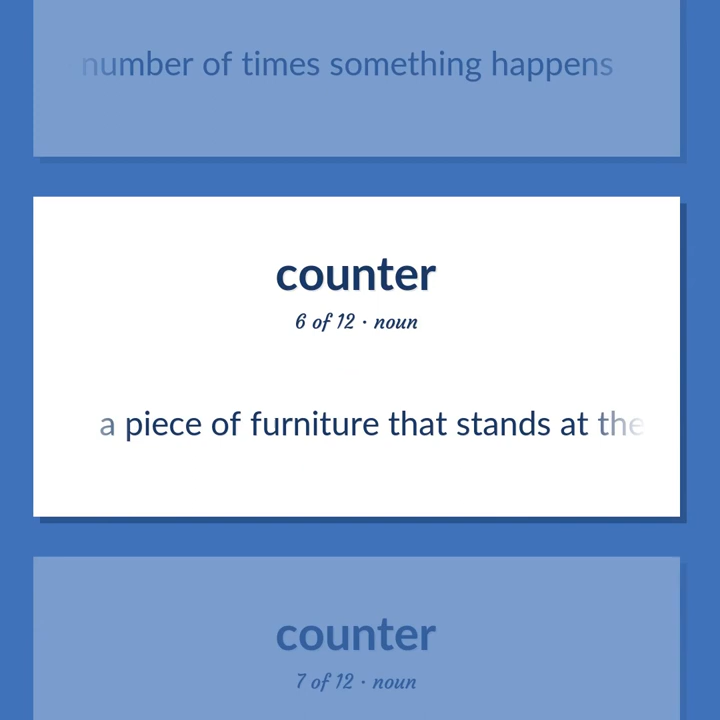 number of times something happens
counter
6 of 12 · noun
a piece of furniture that stands at the
counter
7 of 12 · noun